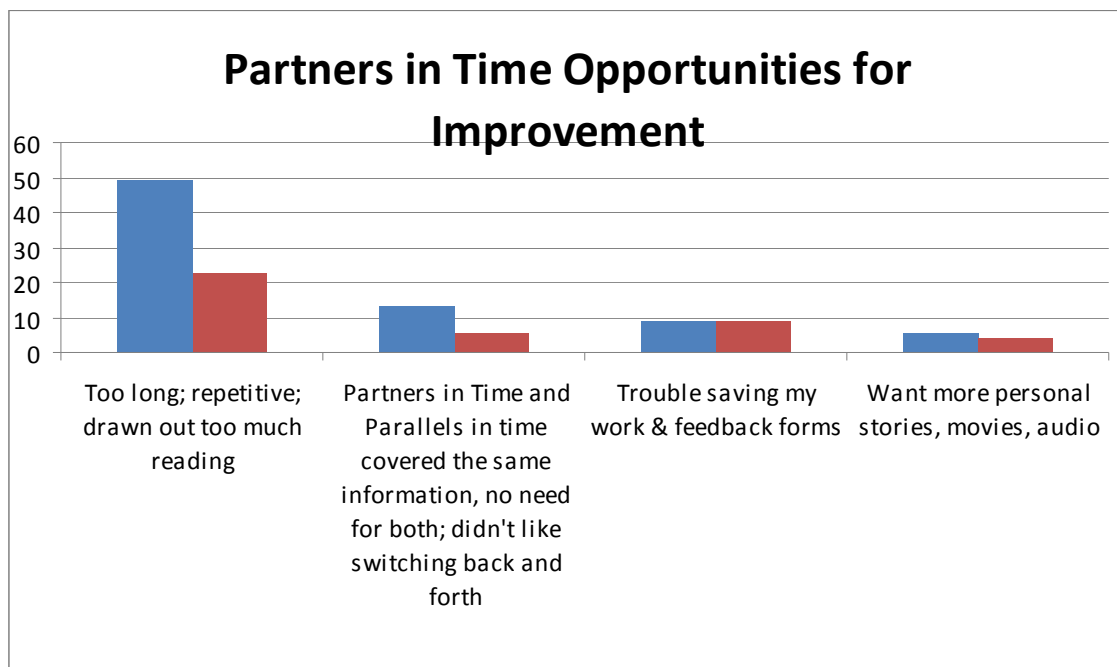 Partners in Time Opportunities for
Improvement
60
50
40
30
20
10
0
Too long; repetitive;
drawn out too much
reading
Partners in Time and
Parallels in time
covered the same
information, no need
for both; didn't like
switching back and
forth
Trouble saving my
work & feedback forms
Want more personal
stories, movies, audio